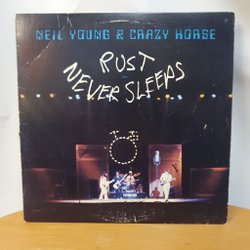 NEIL YOUNG & CRAZY HORSE
RUST
NEVER SLEEPS